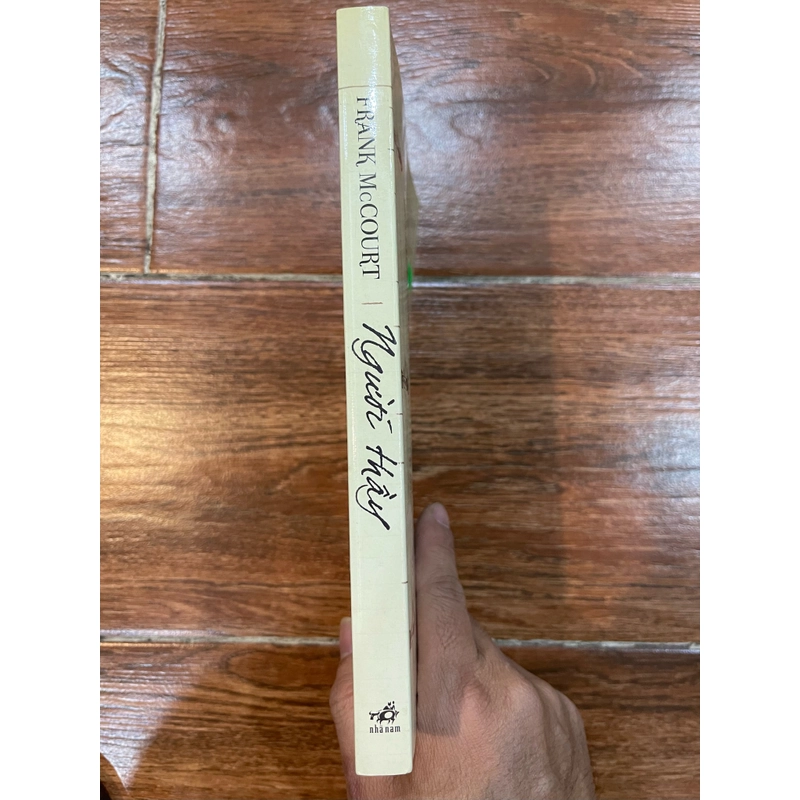 FRANK McCOURT
Người thầy
nhã nam